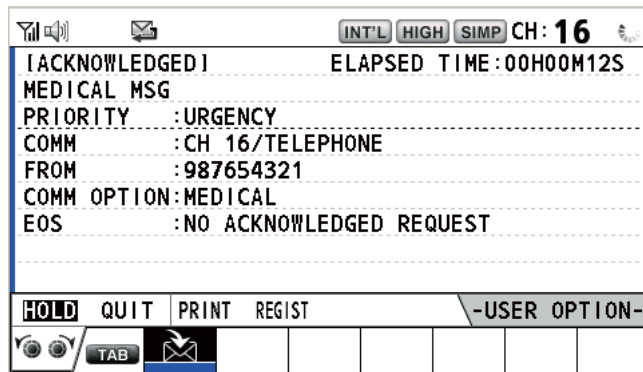 INT'L HIGH SIMP CH: 16
[ACKNOWLEDGED] ELAPSED TIME:00H00M12S
MEDICAL MSG
PRIORITY :URGENCY
COMM :CH 16/TELEPHONE
FROM :987654321
COMM OPTION:MEDICAL
EOS :NO ACKNOWLEDGED REQUEST
HOLD QUIT PRINT REGIST -USER OPTION-
TAB